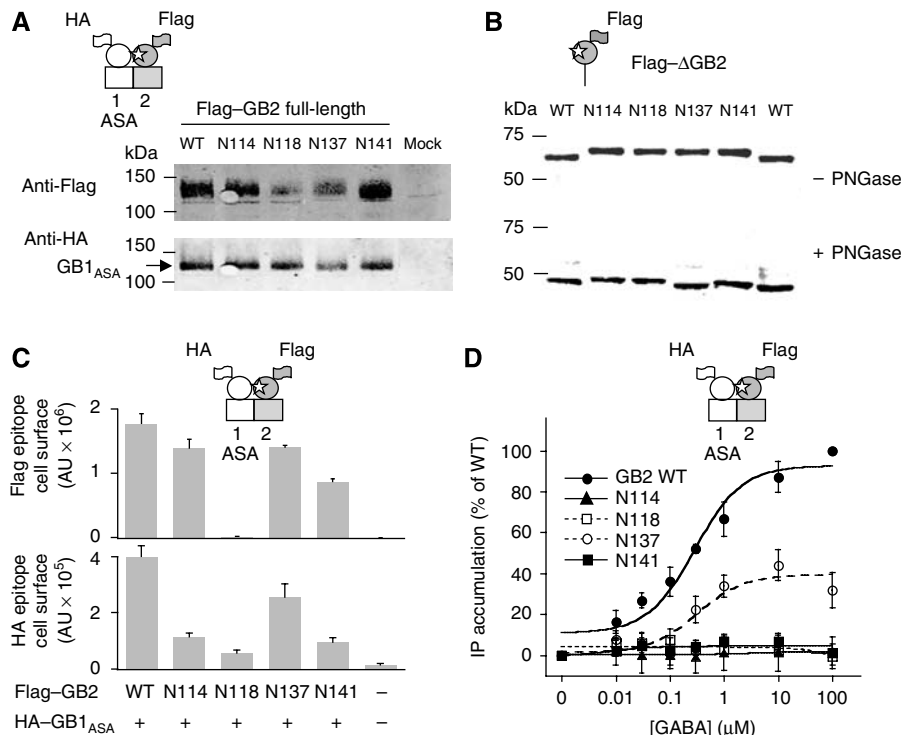 A
HA
Flag
1 2
ASA
Flag–GB2 full-length
kDa
WT N114 N118 N137 N141 Mock
Anti-Flag
150
100
Anti-HA
150
GB1ASA
100
B
Flag
Flag–ΔGB2
kDa
WT N114 N118 N137 N141 WT
75
50
– PNGase
75
+ PNGase
50
C
HA
Flag
1 2
ASA
Flag epitope
cell surface
(AU × 10⁶)
2
1
0
HA epitope
cell surface
(AU × 10⁵)
4
2
0
Flag–GB2 WT N114 N118 N137 N141 –
HA–GB1ASA + + + + + –
D
HA
Flag
1 2
ASA
IP accumulation (% of WT)
100
80
60
40
20
0
GB2 WT
N114
N118
N137
N141
0 0.01 0.1 1 10 100
[GABA] (μM)